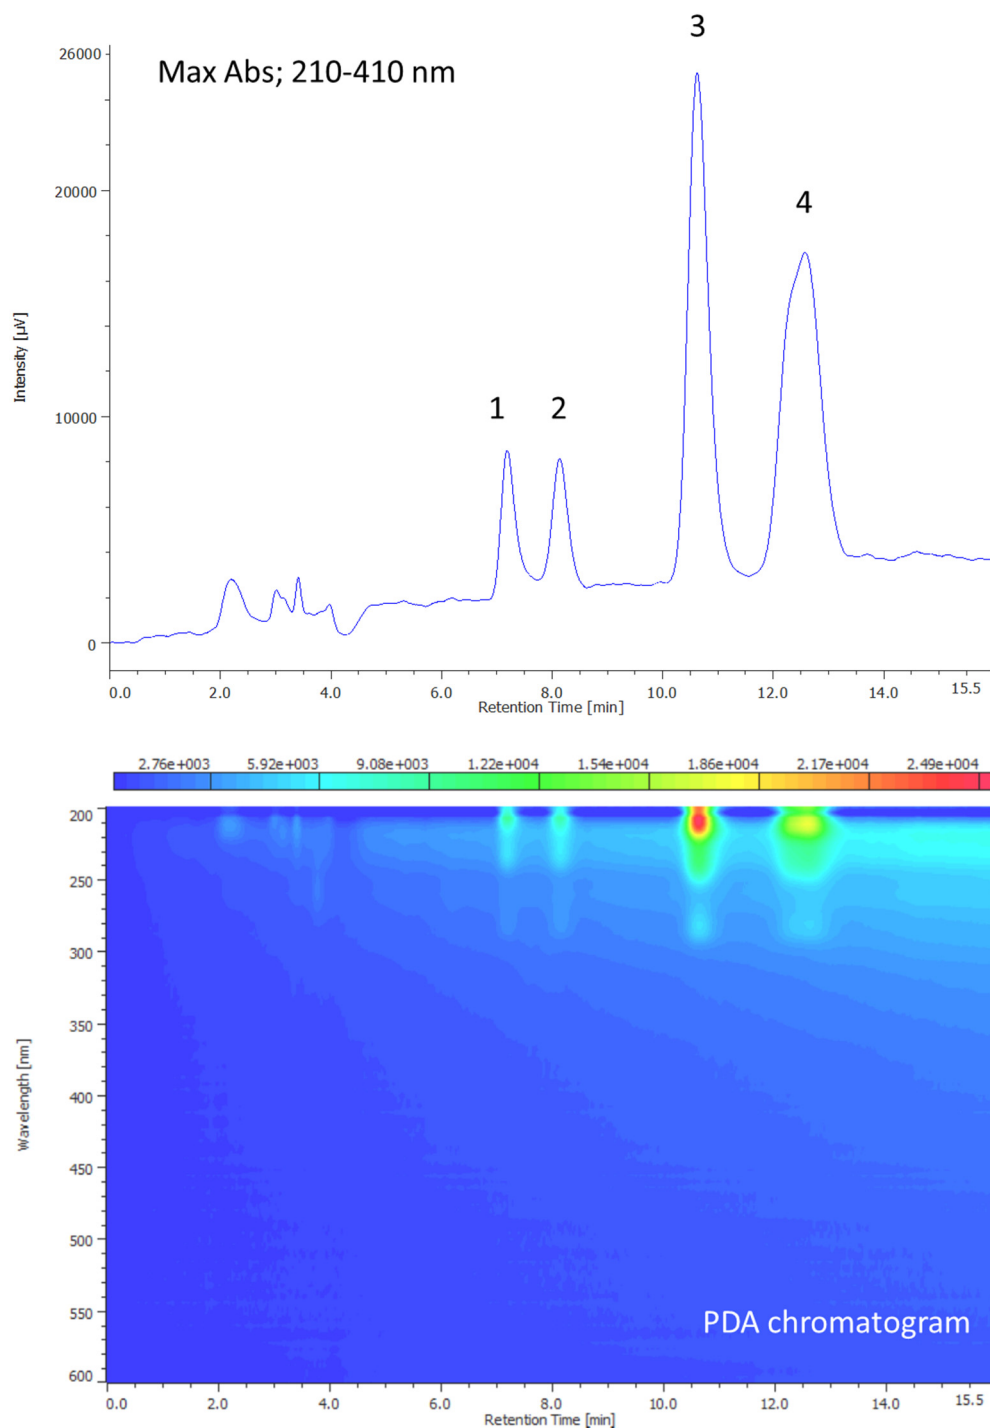 3
26000
Max Abs; 210-410 nm
20000
4
Intensity [µV]
10000
1
2
0
0.0 2.0 4.0 6.0 8.0 10.0 12.0 14.0 15.5
Retention Time [min]
2.76e+003 5.92e+003 9.08e+003 1.22e+004 1.54e+004 1.86e+004 2.17e+004 2.49e+004
200
250
300
350
Wavelength [nm]
400
450
500
550
PDA chromatogram
600
0.0 2.0 4.0 6.0 8.0 10.0 12.0 14.0 15.5
Retention Time [min]